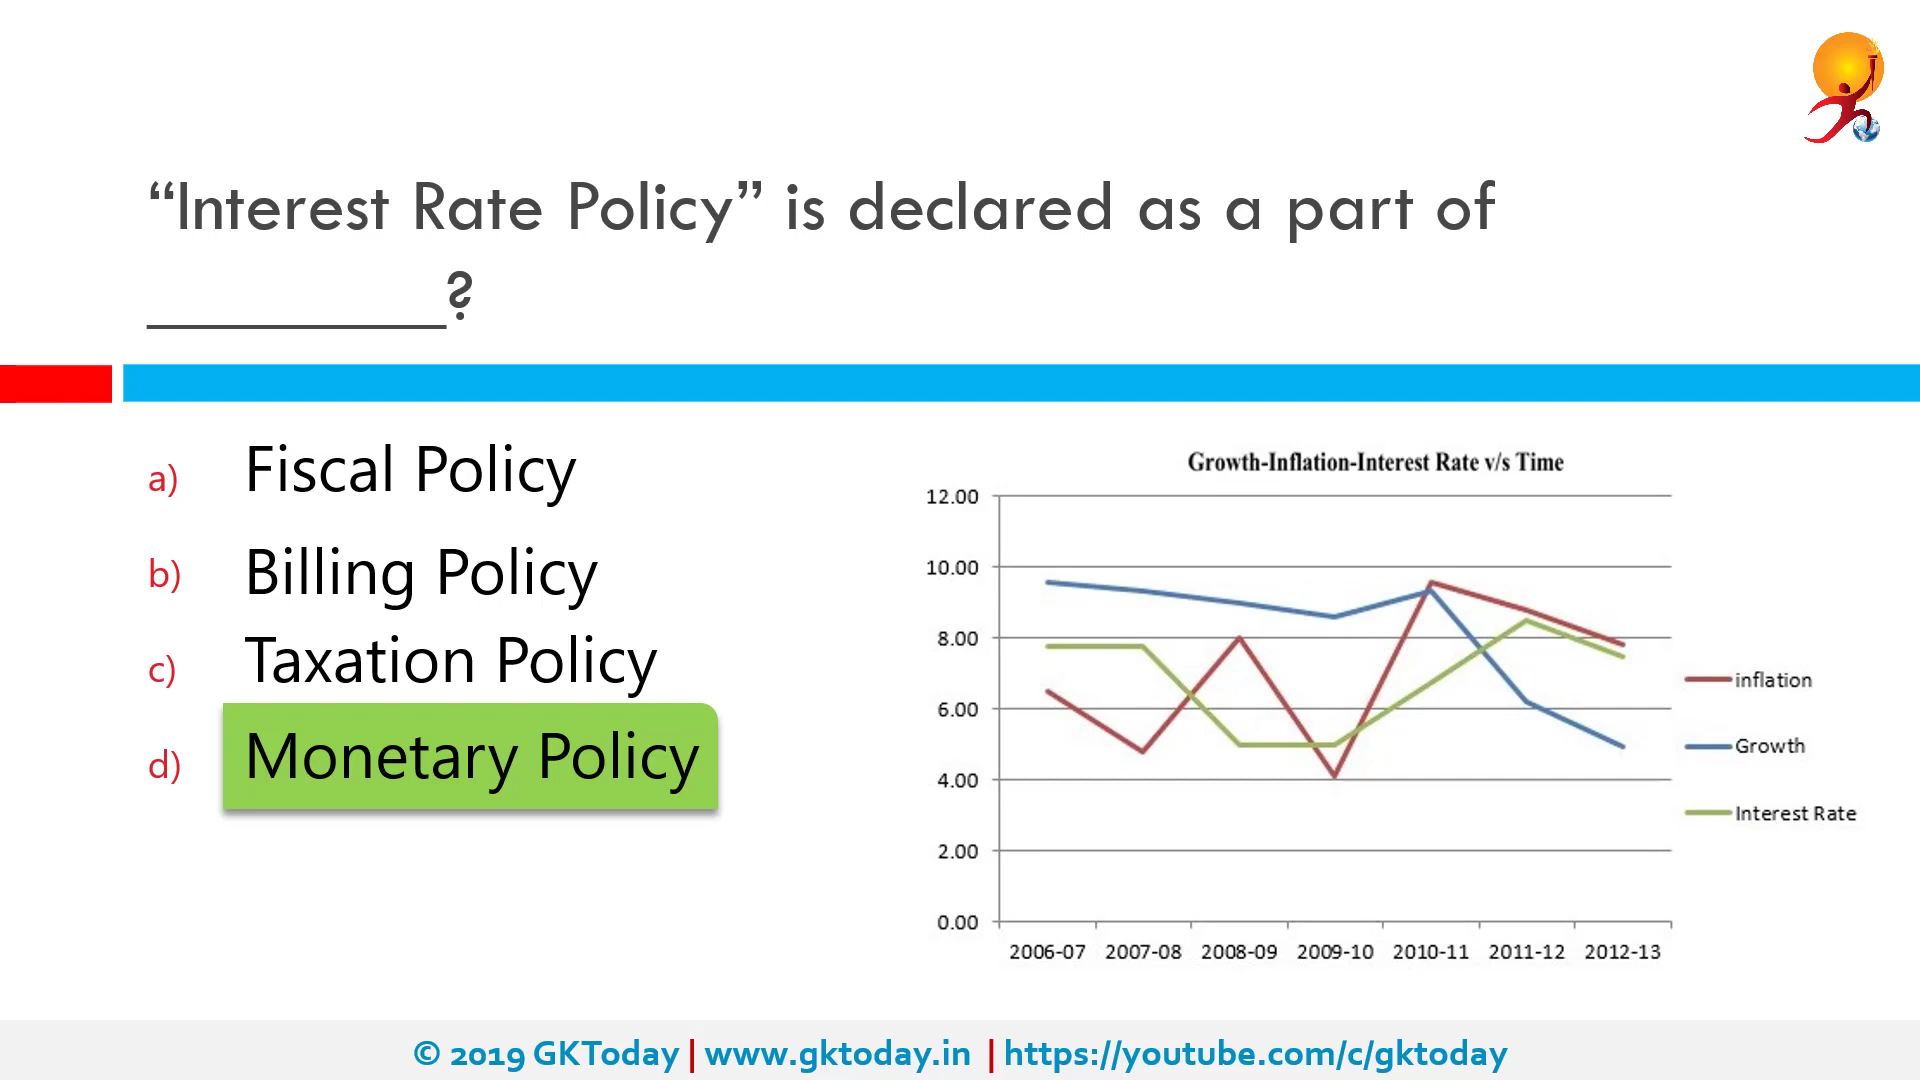 “Interest Rate Policy” is declared as a part of
_________?
a) Fiscal Policy
b) Billing Policy
c) Taxation Policy
d) Monetary Policy
Growth-Inflation-Interest Rate v/s Time
12.00
10.00
8.00
6.00
4.00
2.00
0.00
2006-07 2007-08 2008-09 2009-10 2010-11 2011-12 2012-13
inflation
Growth
Interest Rate
© 2019 GKToday | www.gktoday.in | https://youtube.com/c/gktoday